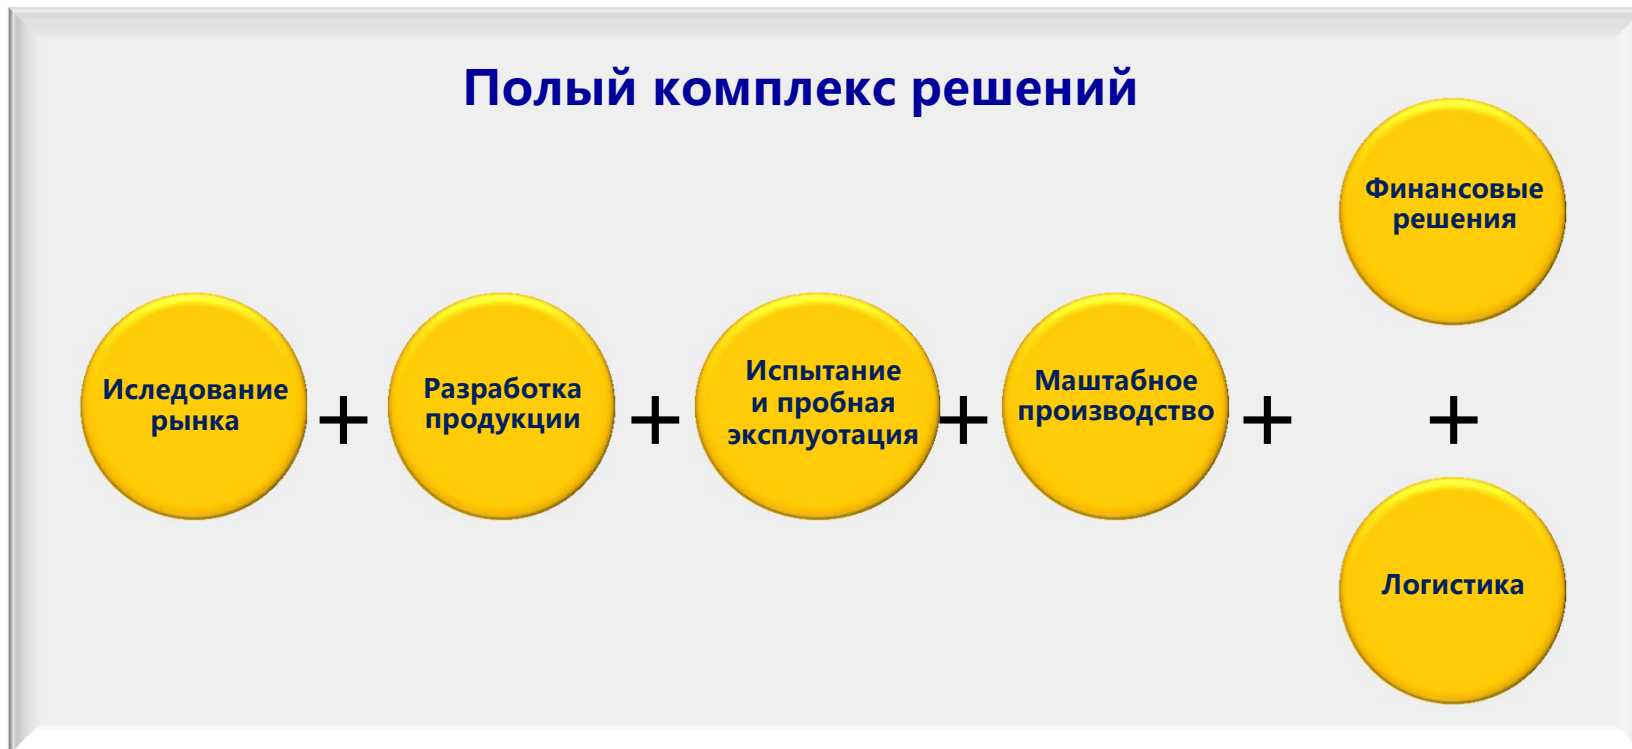 Полый комплекс решений
Иследование
рынка
+
Разработка
продукции
+
Испытание
и пробная
эксплуотация
+
Маштабное
производство
+
Финансовые
решения
+
Логистика